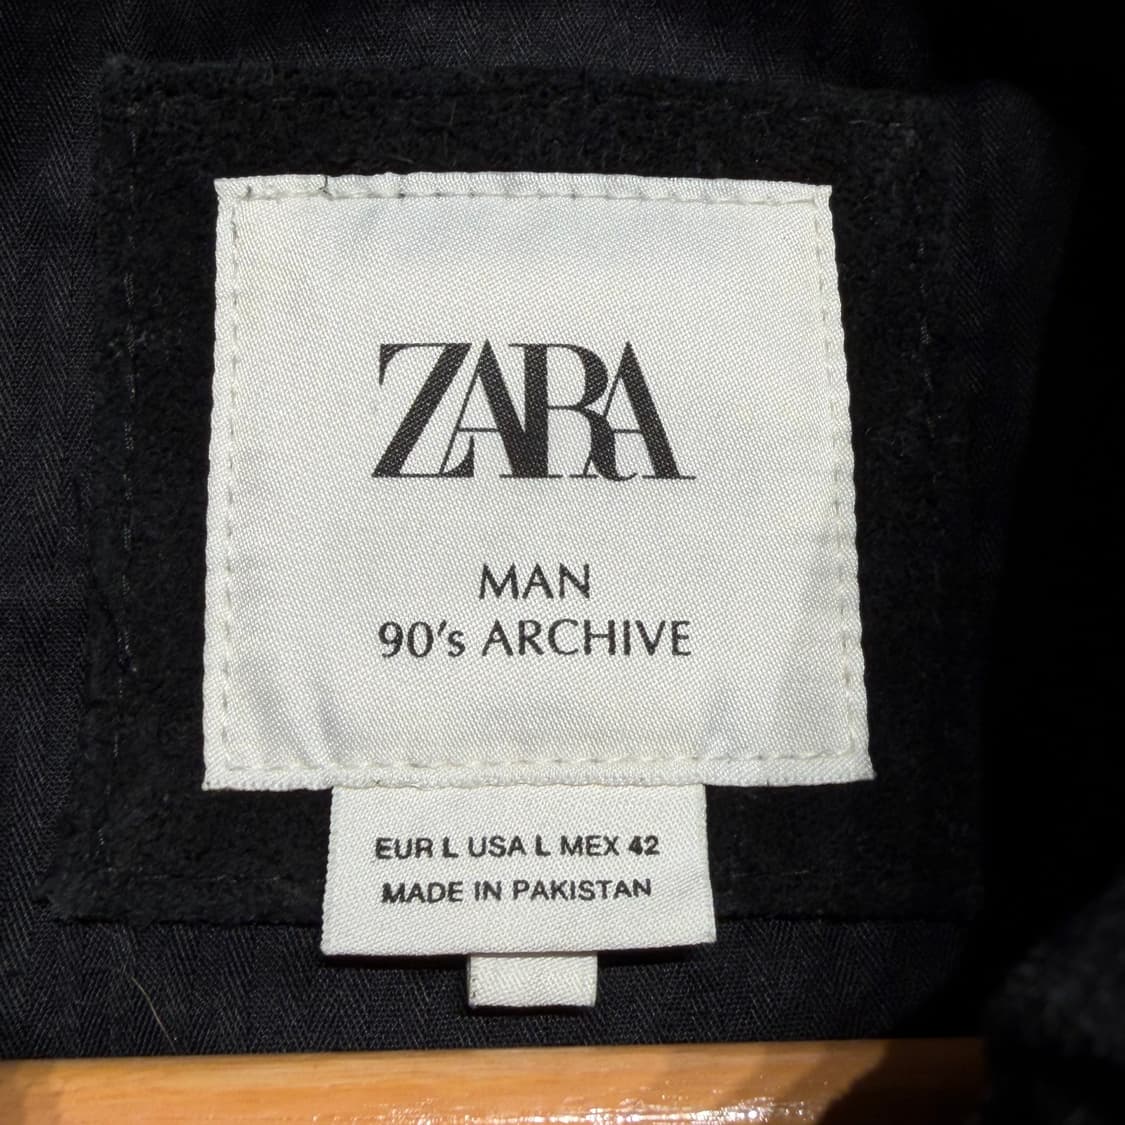 ZARA
MAN
90's ARCHIVE
EUR L USA L MEX 42
MADE IN PAKISTAN